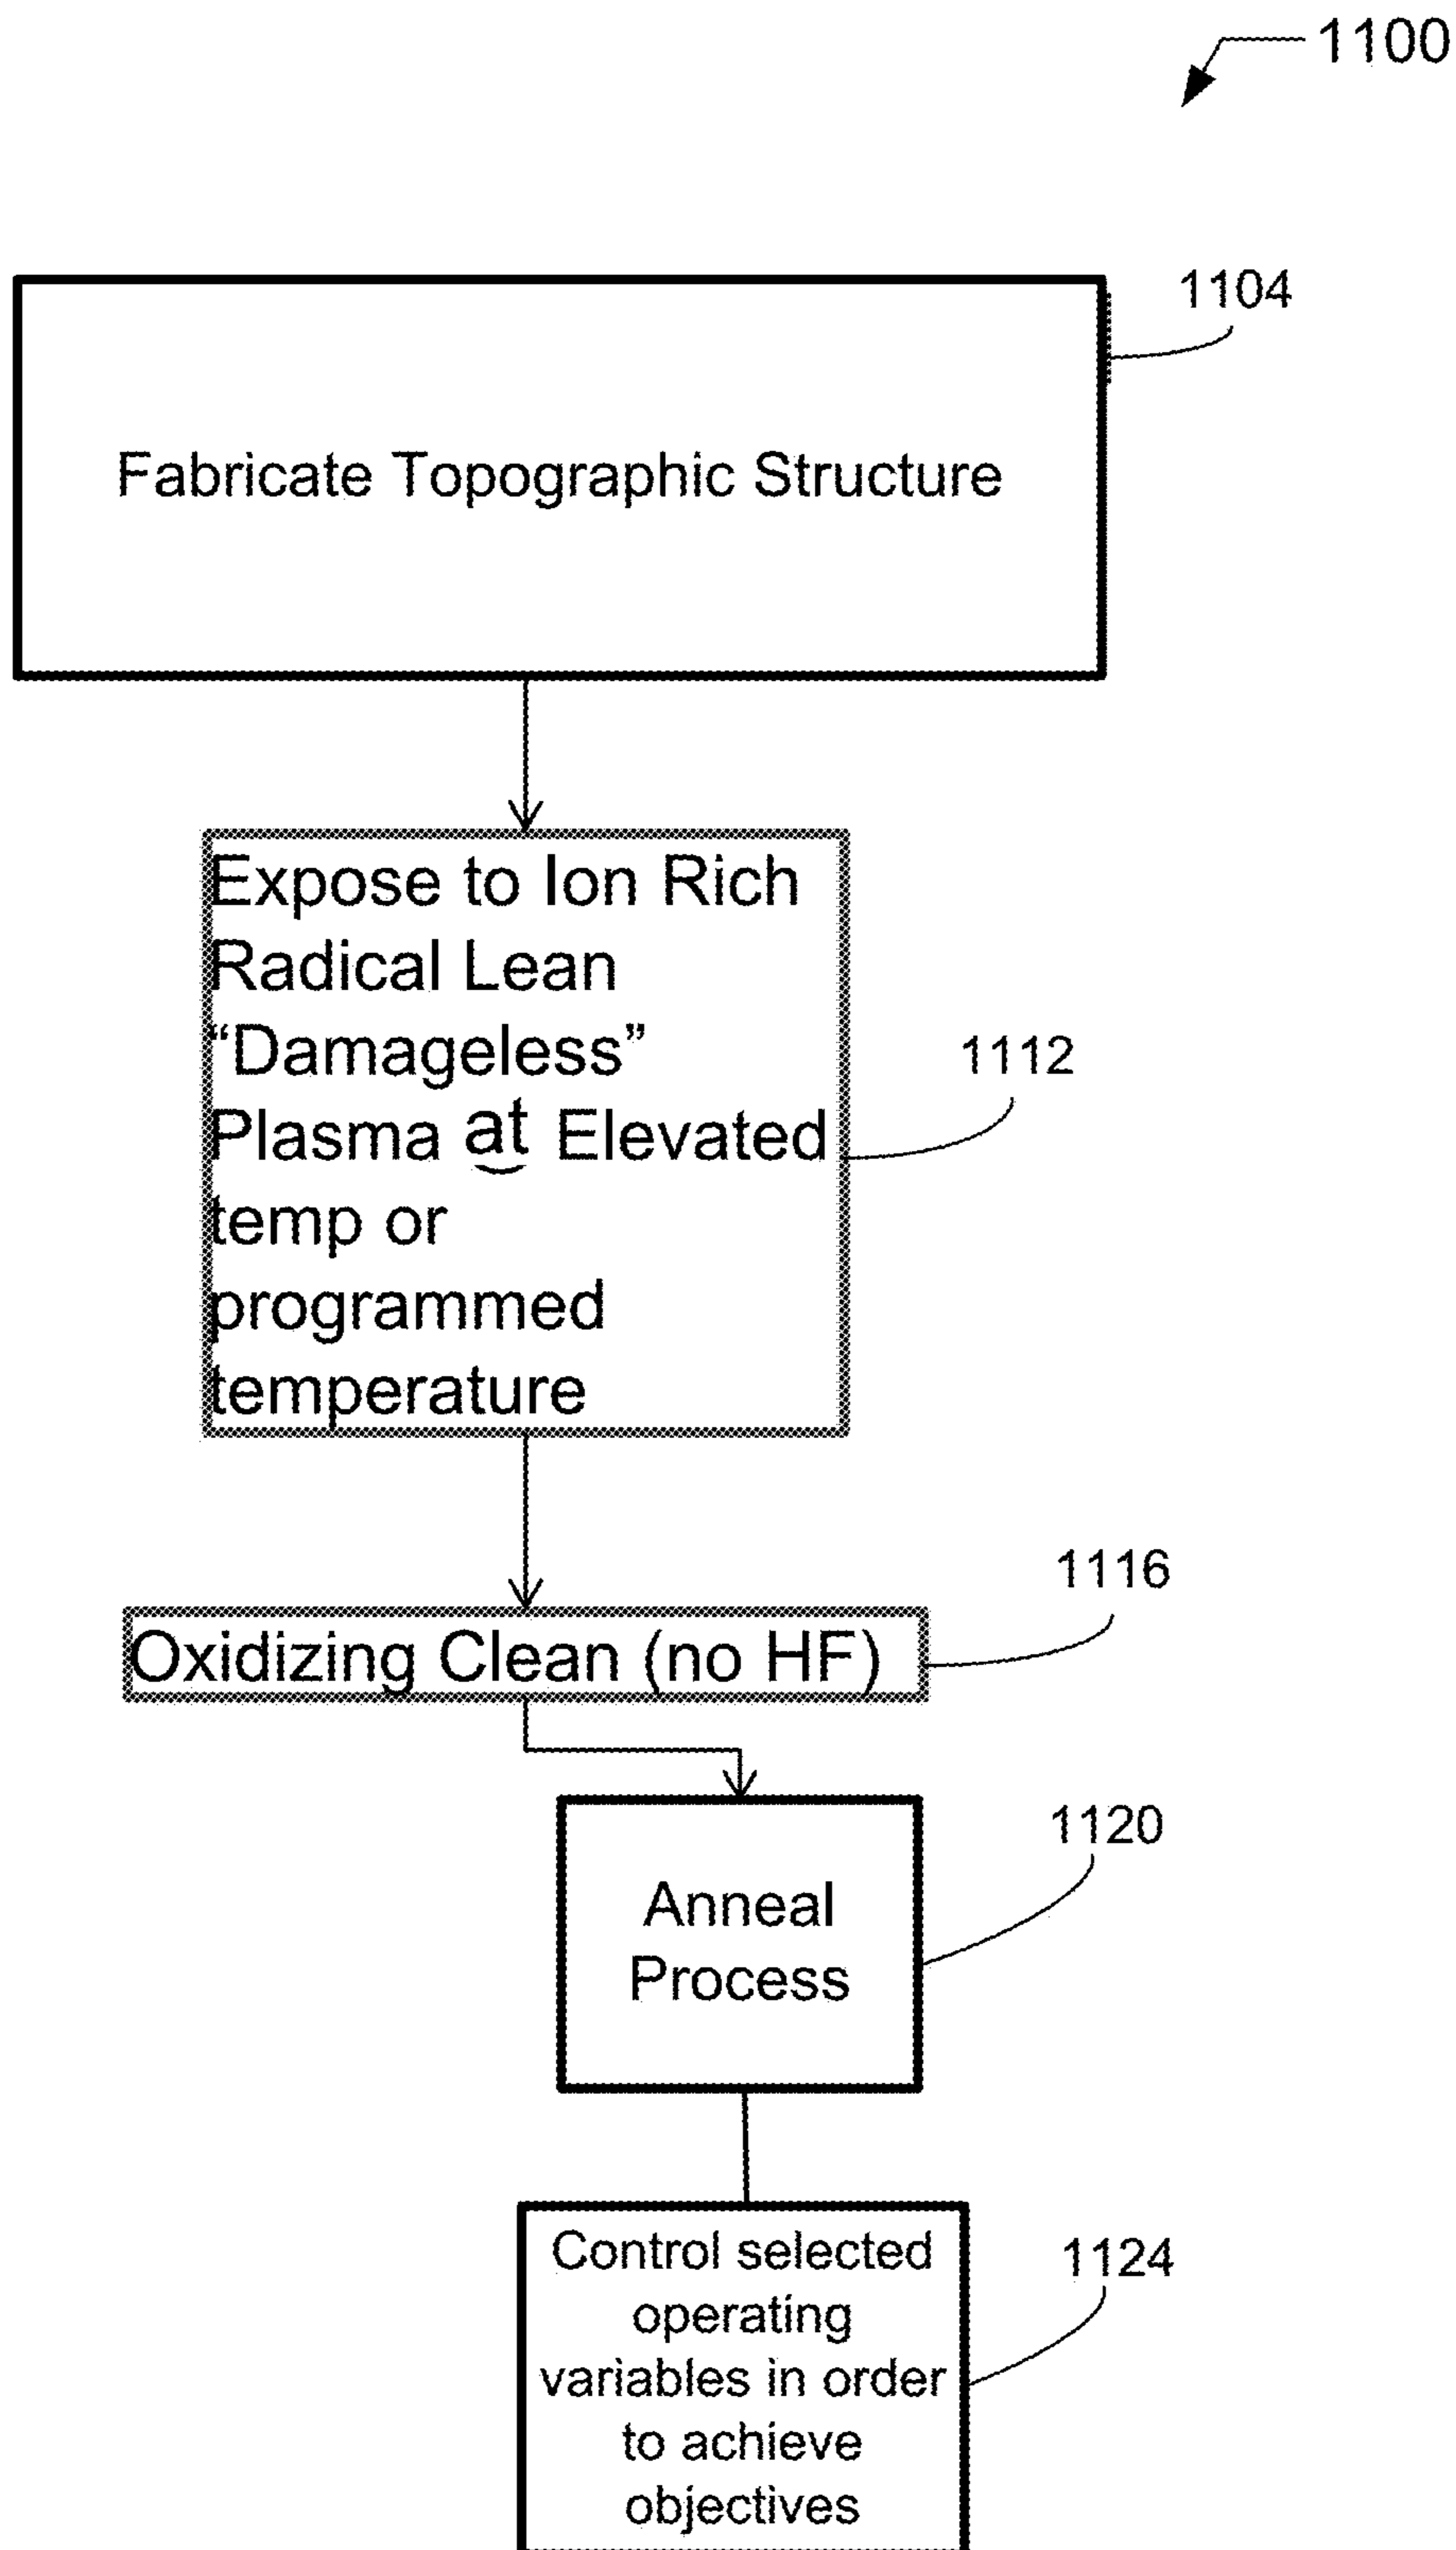 1100
1104
Fabricate Topographic Structure
Expose to Ion Rich
Radical Lean
“Damageless”
Plasma at Elevated
temp or
programmed
temperature
1112
1116
Oxidizing Clean (no HF)
1120
Anneal
Process
1124
Control selected
operating
variables in order
to achieve
objectives